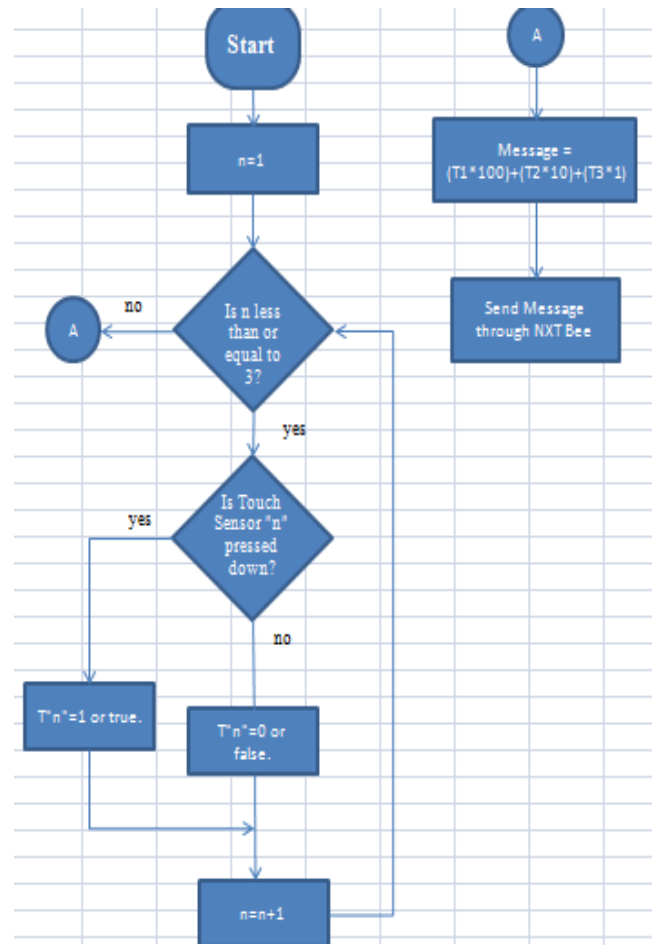 Start
n=1
Is n less
than or
equal to
3?
no
A
yes
Is Touch
Sensor "n"
pressed
down?
yes
no
T"n"=1 or true.
T"n"=0 or
false.
n=n+1
A
Message =
(T1*100)+(T2*10)+(T3*1)
Send Message
through NXT Bee